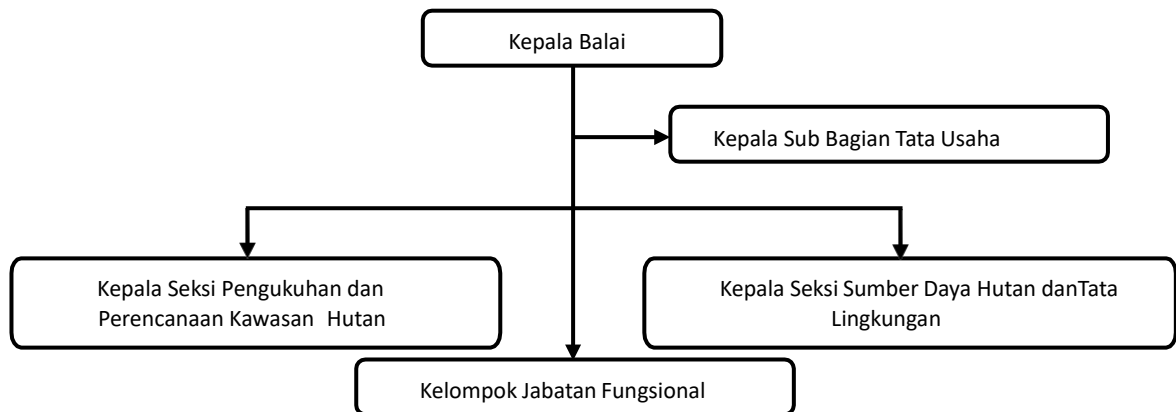 Kepala Balai
Kepala Sub Bagian Tata Usaha
Kepala Seksi Pengukuhan dan
Perencanaan Kawasan Hutan
Kepala Seksi Sumber Daya Hutan danTata
Lingkungan
Kelompok Jabatan Fungsional